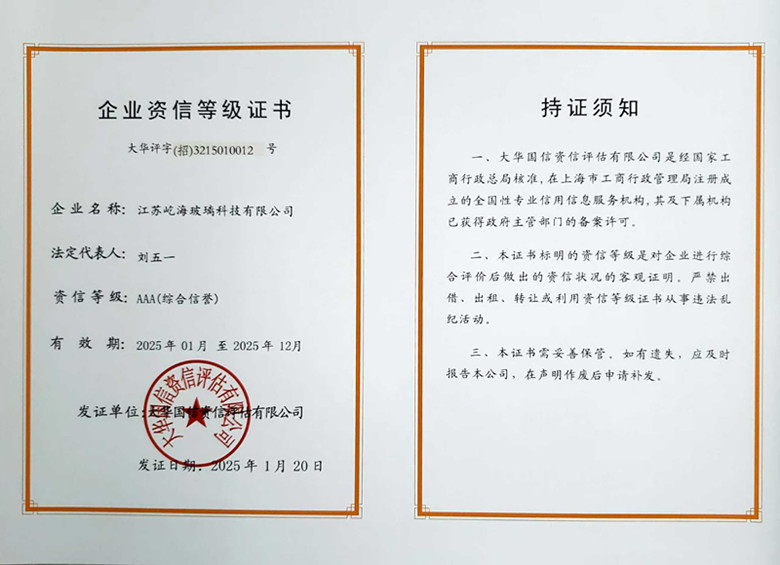 企业资信等级证书
大华评字(招)3215010012 号
企业名称：江苏屹海玻璃科技有限公司
法定代表人：刘五一
资信等级：AAA(综合信誉)
有效期：2025年01月 至 2025年12月
大华国信资信评估有限公司
发证单位：大华国信资信评估有限公司
发证日期：2025年1月20日
持证须知
一、大华国信资信评估有限公司是经国家工
商行政总局核准,在上海市工商行政管理局注册成
立的全国性专业信用信息服务机构,其及下属机构
已获得政府主管部门的备案许可。
二、本证书标明的资信等级是对企业进行综
合评价后做出的资信状况的客观证明。严禁出
借、出租、转让或利用资信等级证书从事违法乱
纪活动。
三、本证书需妥善保管。如有遗失，应及时
报告本公司，在声明作废后申请补发。